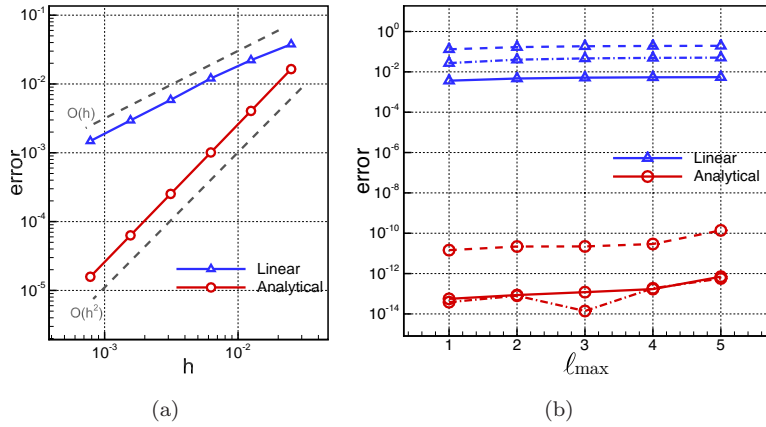 10^-1
10^-2
10^-3
10^-4
10^-5
error
O(h)
O(h^2)
Linear
Analytical
10^-3
10^-2
h
(a)
10^0
10^-2
10^-4
10^-6
10^-8
10^-10
10^-12
10^-14
error
Linear
Analytical
1 2 3 4 5
ℓmax
(b)